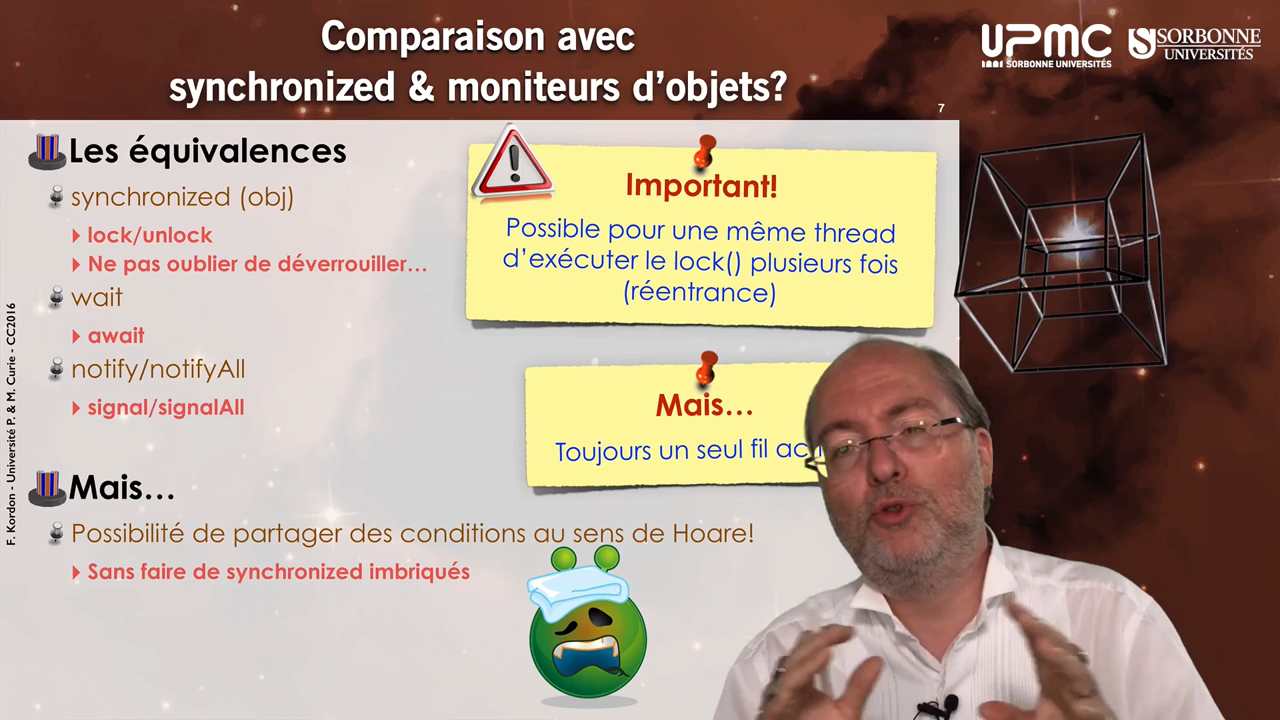 Comparaison avec
synchronized & moniteurs d'objets?
UPMC
SORBONNE UNIVERSITÉS
SORBONNE
UNIVERSITÉS
7
Les équivalences
synchronized (obj)
lock/unlock
Ne pas oublier de déverrouiller...
wait
await
notify/notifyAll
signal/signalAll
Mais...
Possibilité de partager des conditions au sens de Hoare!
Sans faire de synchronized imbriqués
Important!
Possible pour une même thread
d'exécuter le lock() plusieurs fois
(réentrance)
Mais...
Toujours un seul fil
F. Kordon - Université P. & M. Curie - CC2016